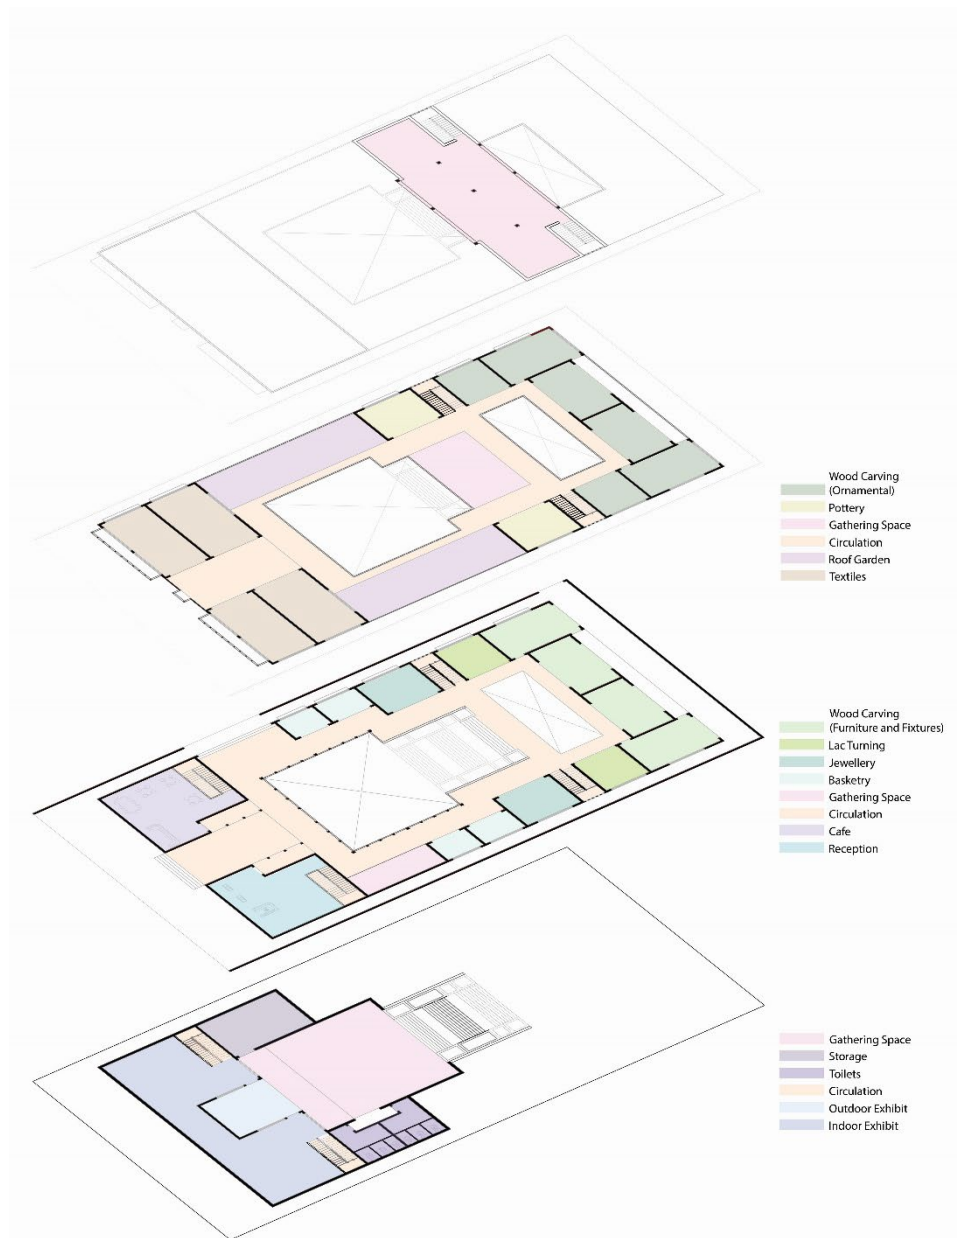 Wood Carving
(Ornamental)
Pottery
Gathering Space
Circulation
Roof Garden
Textiles
Wood Carving
(Furniture and Fixtures)
Lac Turning
Jewellery
Basketry
Gathering Space
Circulation
Cafe
Reception
Gathering Space
Storage
Toilets
Circulation
Outdoor Exhibit
Indoor Exhibit